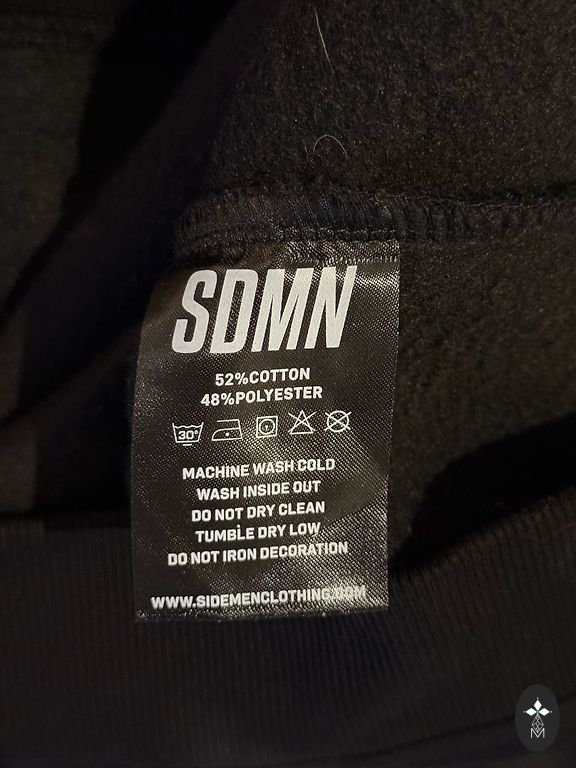 SDMN
52%COTTON
48%POLYESTER
30°
MACHINE WASH COLD
WASH INSIDE OUT
DO NOT DRY CLEAN
TUMBLE DRY LOW
DO NOT IRON DECORATION
WWW.SIDEMENCLOTHING.COM
M